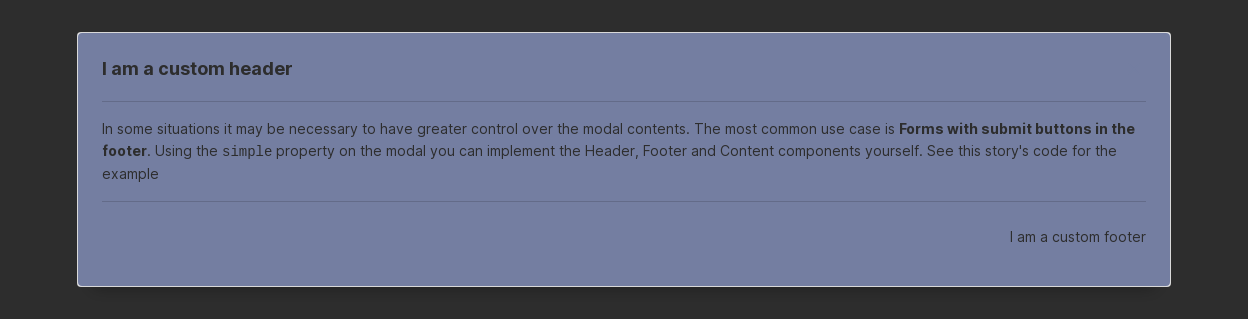 I am a custom header
In some situations it may be necessary to have greater control over the modal contents. The most common use case is Forms with submit buttons in the
footer. Using the simple property on the modal you can implement the Header, Footer and Content components yourself. See this story's code for the
example
I am a custom footer